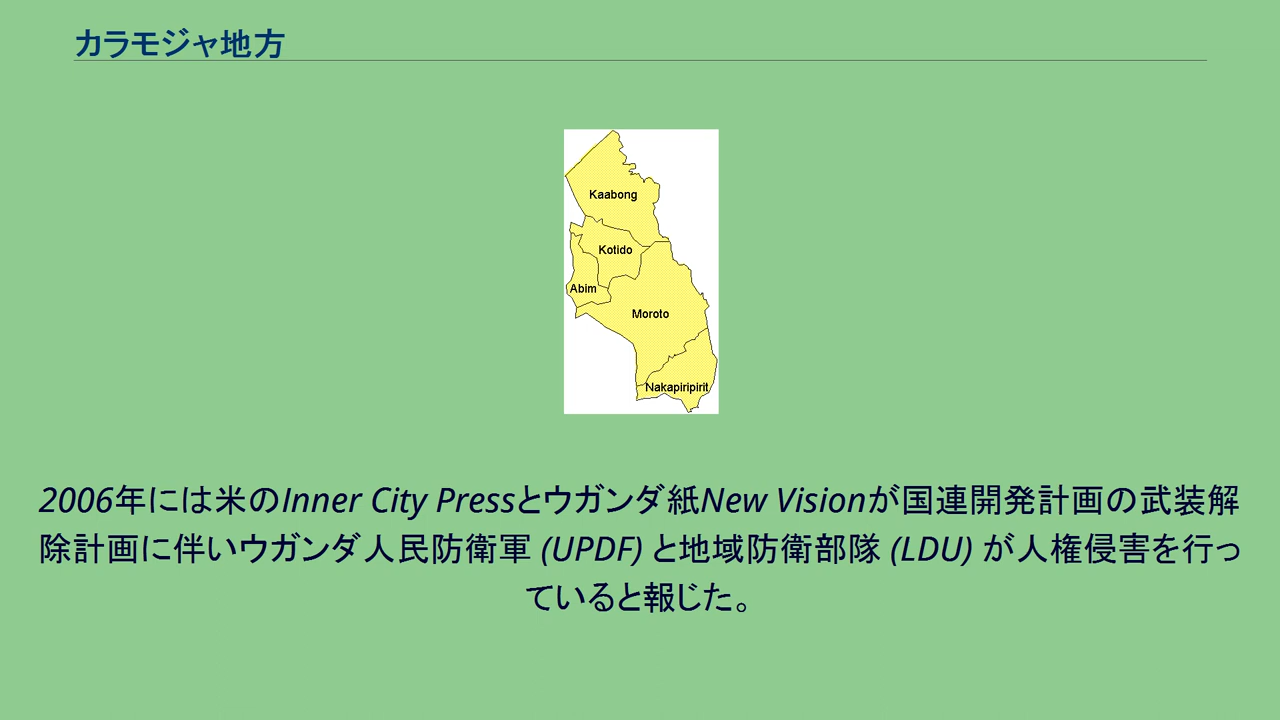 カラモジャ地方
Kaabong
Kotido
Abim
Moroto
Nakapiripirit
2006年には米のInner City Pressとウガンダ紙New Visionが国連開発計画の武装解
除計画に伴いウガンダ人民防衛軍 (UPDF) と地域防衛部隊 (LDU) が人権侵害を行っ
ていると報じた。